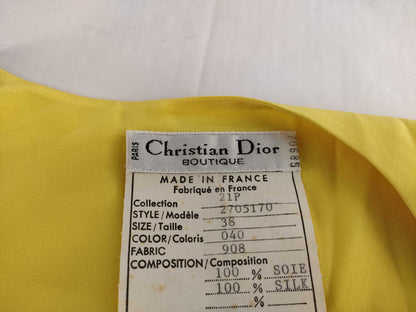 PARIS
Christian Dior
BOUTIQUE
MADE IN FRANCE
Fabriqué en France
Collection 21P
STYLE/Modèle 2705170
SIZE/Taille 38
COLOR/Coloris 040
FABRIC 908
COMPOSITION/Composition
100 % SOIE
100 % SILK
%